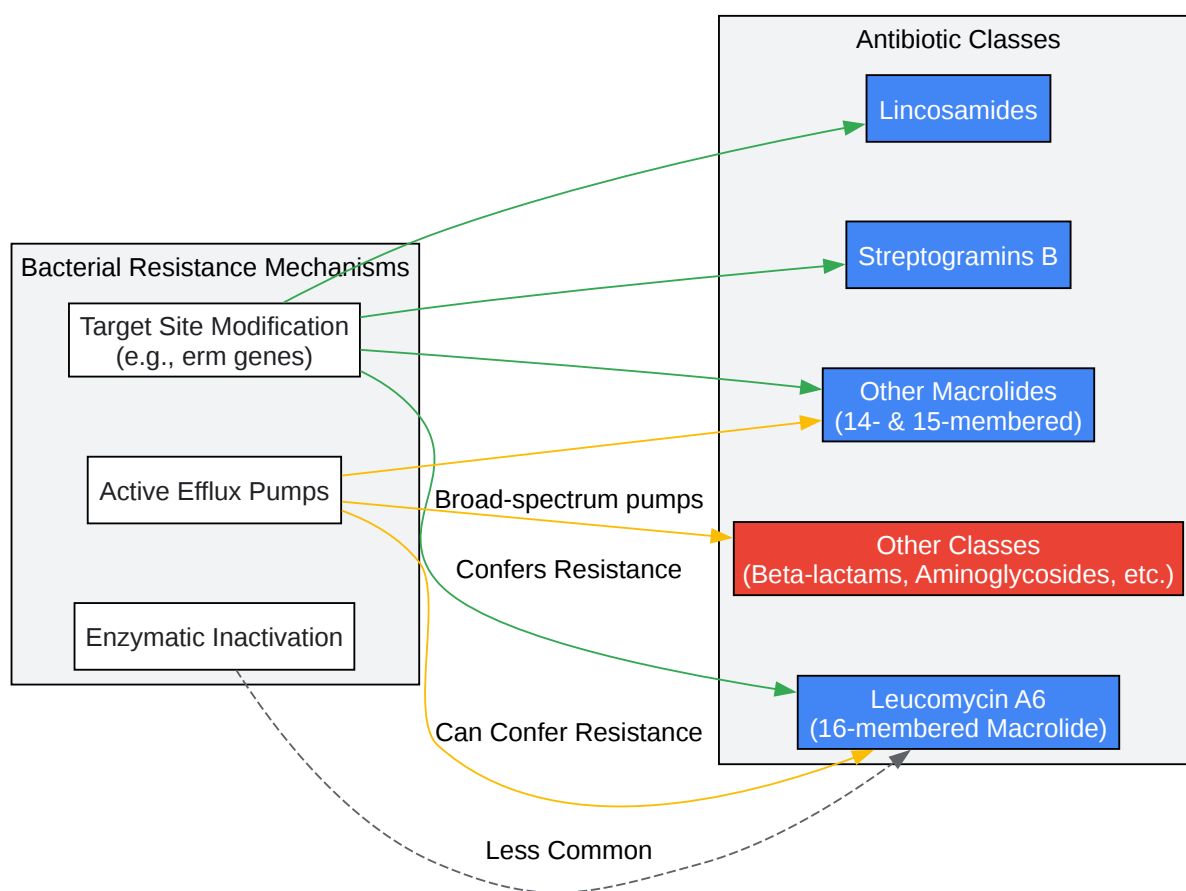 Antibiotic Classes
Lincosamides
Streptogramins B
Bacterial Resistance Mechanisms
Target Site Modification
(e.g., erm genes)
Other Macrolides
(14- & 15-membered)
Active Efflux Pumps
Broad-spectrum pumps
Other Classes
(Beta-lactams, Aminoglycosides, etc.)
Confers Resistance
Enzymatic Inactivation
Leucomycin A6
(16-membered Macrolide)
Can Confer Resistance
Less Common